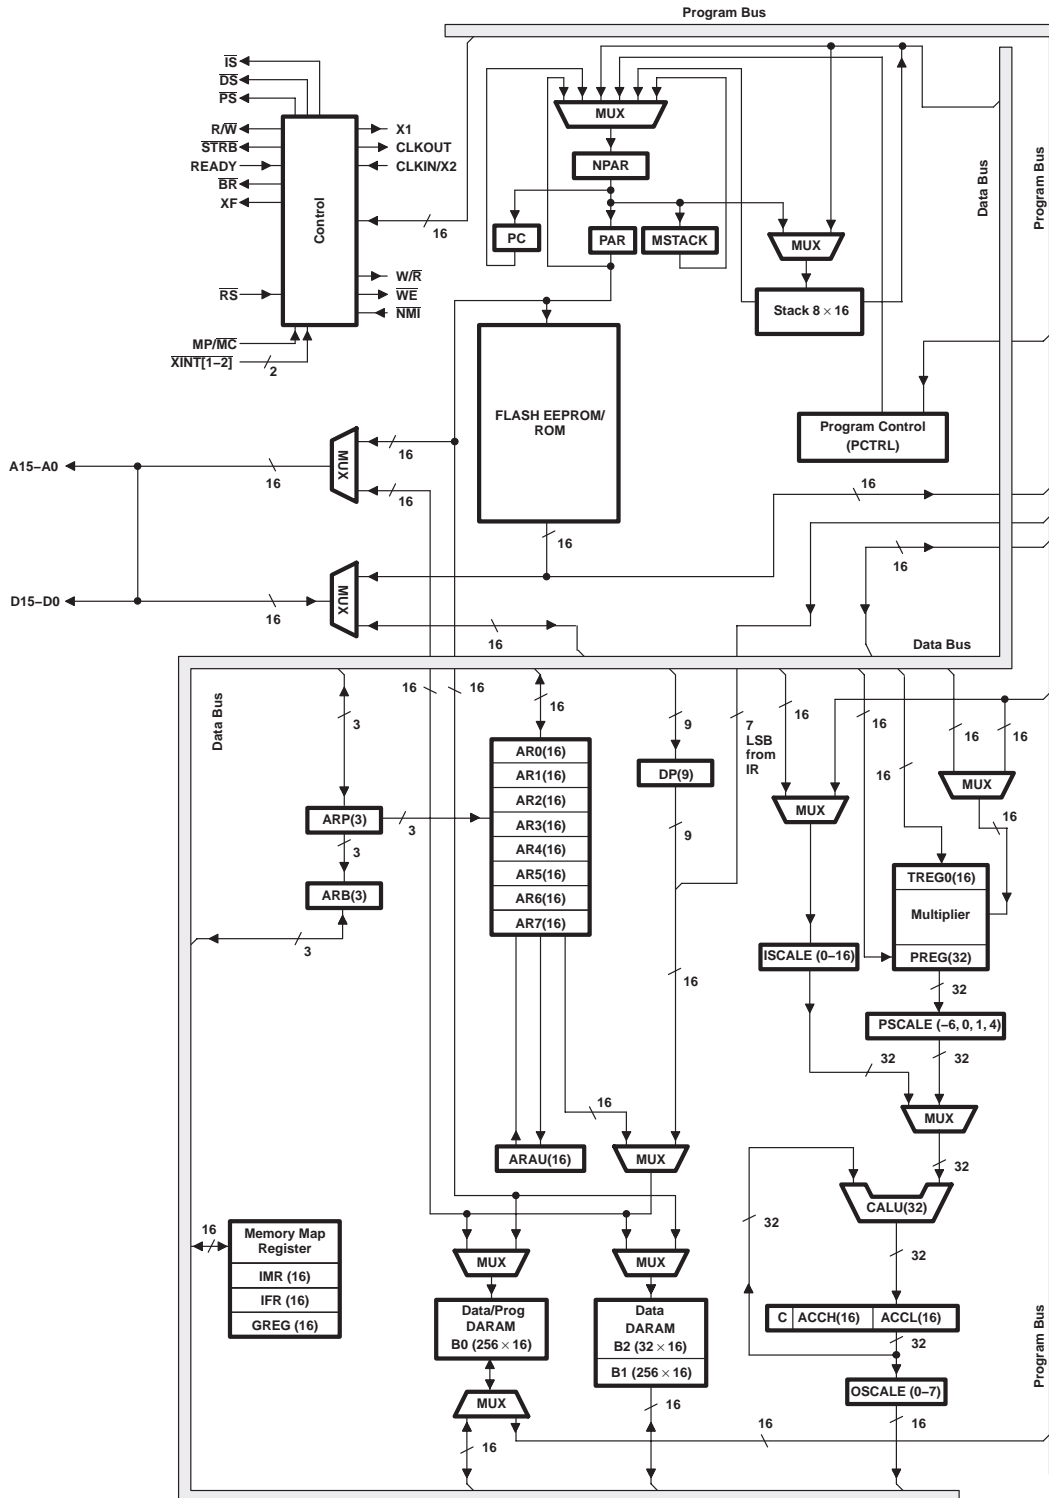 Program Bus
IS
DS
PS
R/W
STRB
READY
BR
XF
X1
CLKOUT
CLKIN/X2
Control
16
W/R
WE
NMI
RS
MP/MC
XINT[1–2]
2
MUX
NPAR
PC
PAR
MSTACK
MUX
Stack 8 × 16
Data Bus
Program Bus
FLASH EEPROM/
ROM
Program Control
(PCTRL)
A15–A0
16
MUX
16
16
16
16
D15–D0
16
MUX
16
16
Data Bus
Data Bus
3
16
16
16
9
7
LSB
from
IR
16
16
16
16
16
AR0(16)
AR1(16)
AR2(16)
AR3(16)
AR4(16)
AR5(16)
AR6(16)
AR7(16)
DP(9)
9
MUX
MUX
16
ARP(3)
3
3
ARB(3)
3
TREG0(16)
Multiplier
PREG(32)
ISCALE (0–16)
16
32
PSCALE (–6, 0, 1, 4)
32
32
MUX
16
ARAU(16)
MUX
32
CALU(32)
32
32
16
Memory Map
Register
IMR (16)
IFR (16)
GREG (16)
MUX
MUX
Data/Prog
DARAM
B0 (256 × 16)
Data
DARAM
B2 (32 × 16)
B1 (256 × 16)
C
ACCH(16)
ACCL(16)
32
OSCALE (0–7)
MUX
16
16
16
16
Program Bus